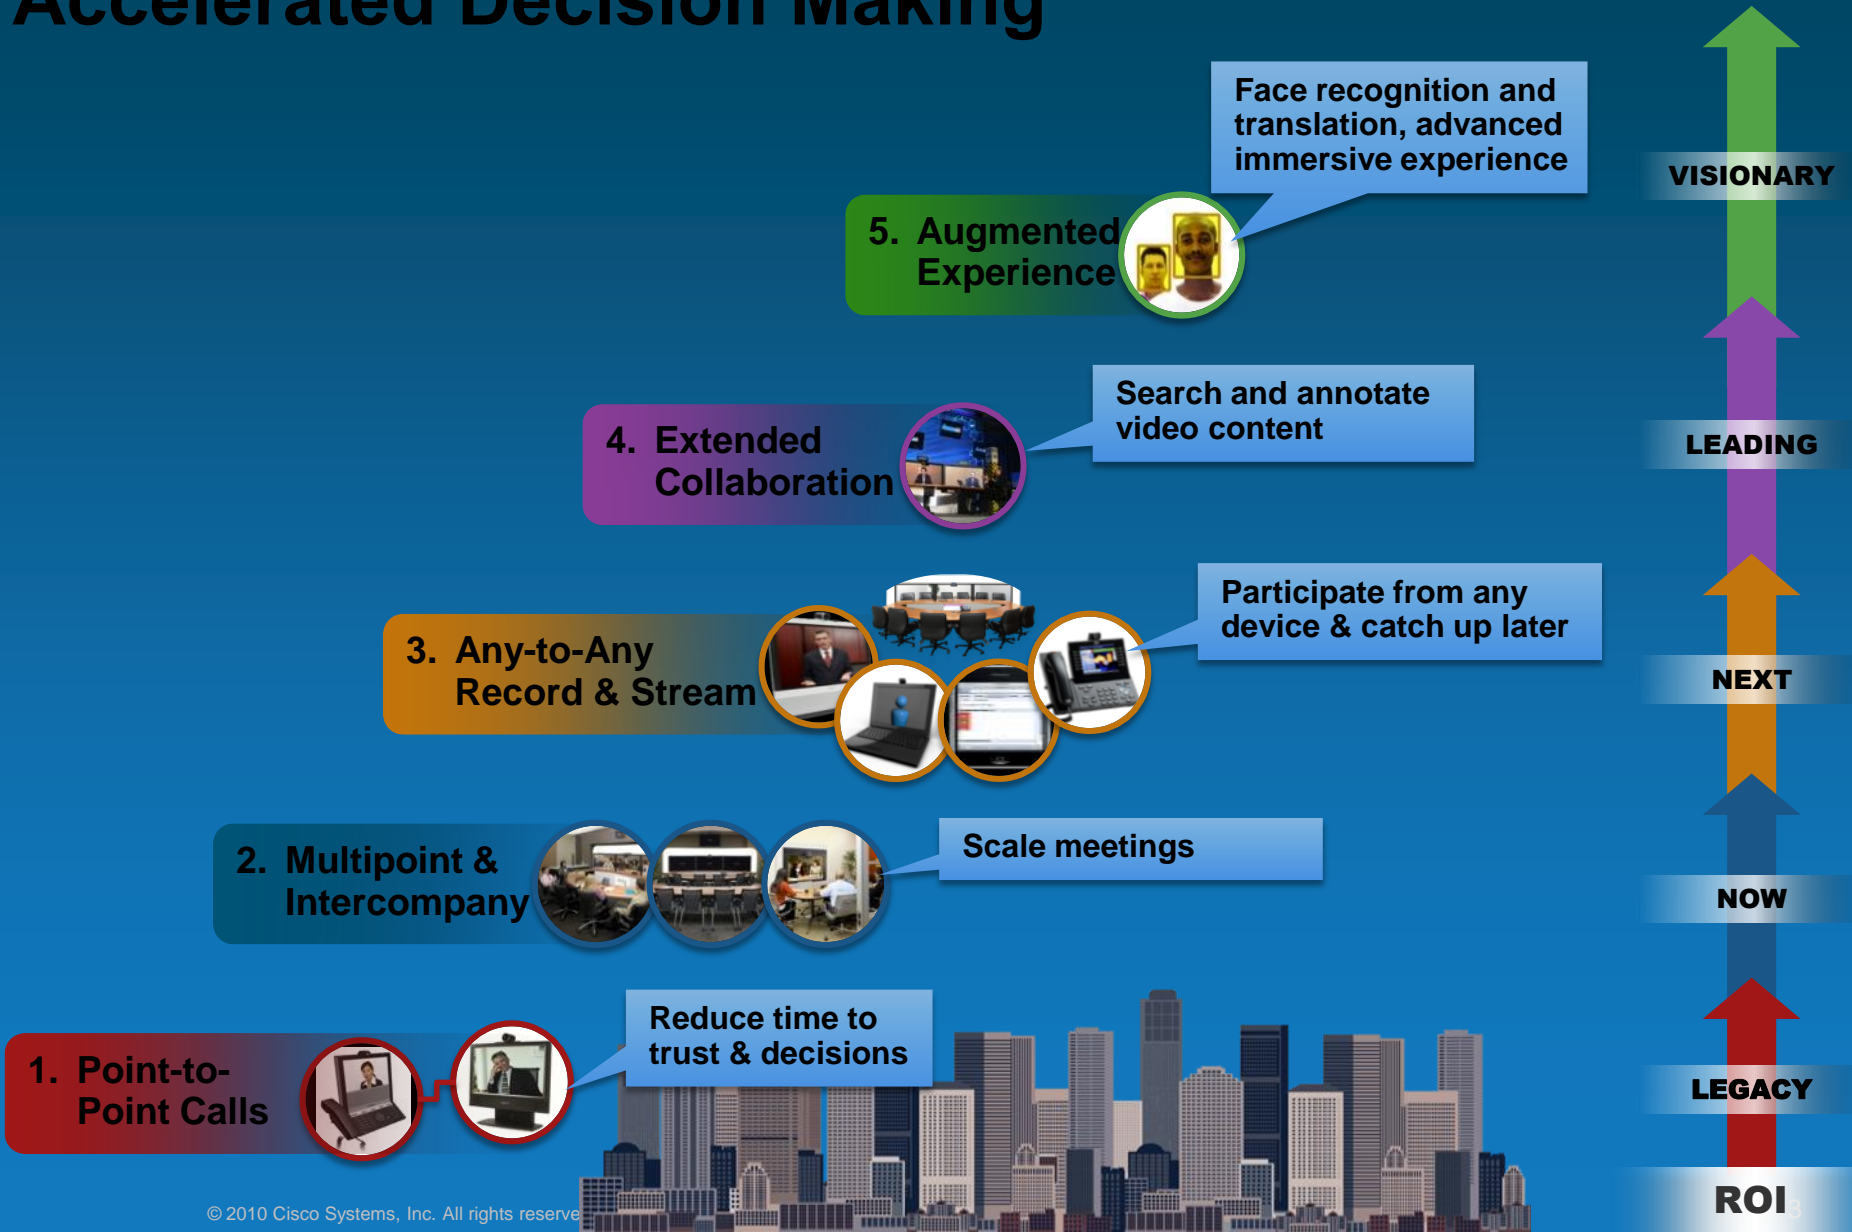 Accelerated Decision Making
Face recognition and
translation, advanced
immersive experience
VISIONARY
5. Augmented
Experience
Search and annotate
video content
4. Extended
Collaboration
LEADING
Participate from any
device & catch up later
3. Any-to-Any
Record & Stream
NEXT
Scale meetings
2. Multipoint &
Intercompany
NOW
Reduce time to
trust & decisions
1. Point-to-
Point Calls
LEGACY
ROI
© 2010 Cisco Systems, Inc. All rights reserve